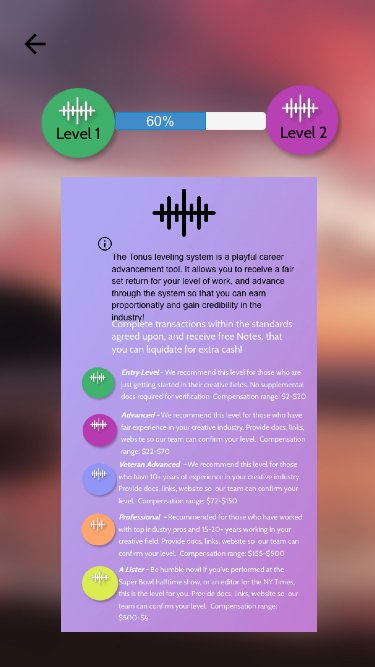 60%
Level 1
Level 2
The Tonus leveling system is a playful career
advancement tool. It allows you to receive a fair
set return for your level of work, and advance
through the system so that you can earn
proportionatly and gain credibility in the
industry!
Complete transactions within the standards
agreed upon, and receive free Notes, that
you can liquidate for extra cash!
Entry Level - We recommend this level for those who are
just getting started in their creative fields. No supplemental
docs required for verification Compensation range: $2-$20
Advanced - We recommend this level for those who have
fair experience in your creative industry. Provide docs, links,
website so our team can confirm your level. Compensation
range: $22-$70
Veteran Advanced - We recommend this level for those
who have 10+ years of experience in your creative industry.
Provide docs, links, website so our team can confirm your
level. Compensation range: $72-$150
Professional - Recommended for those who have worked
with top industry pros and 15-20+ years working in your
creative field. Provide docs, links, website so our team can
confirm your level. Compensation range: $155-$500
A Lister - Be humble now! If you've performed at the
Super Bowl halftime show, or an editor for the NY Times,
this is the level for you. Provide docs, links, website so our
team can confirm your level. Compensation range: